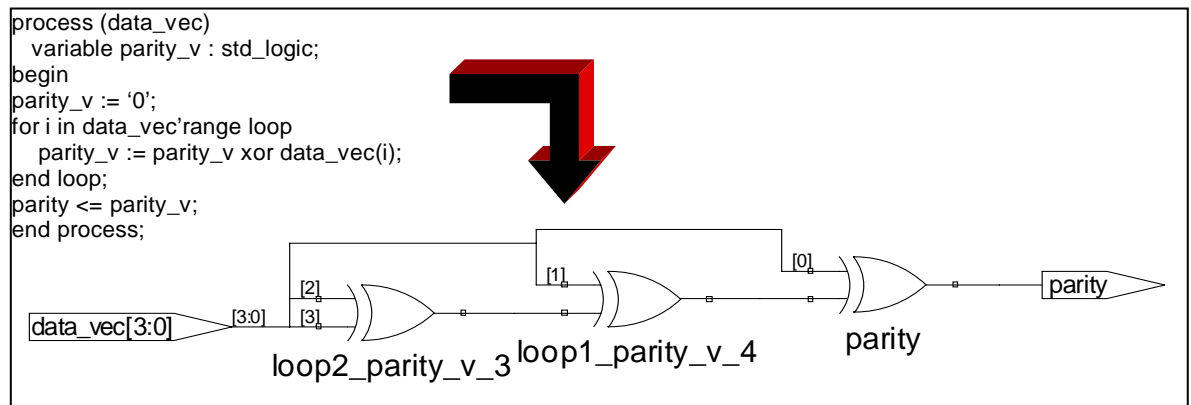 process (data_vec)
variable parity_v : std_logic;
begin
parity_v := ‘0’;
for i in data_vec’range loop
parity_v := parity_v xor data_vec(i);
end loop;
parity <= parity_v;
end process;
[0]
[1]
[2]
parity
data_vec[3:0]
[3:0]
[3]
loop2_parity_v_3
loop1_parity_v_4
parity